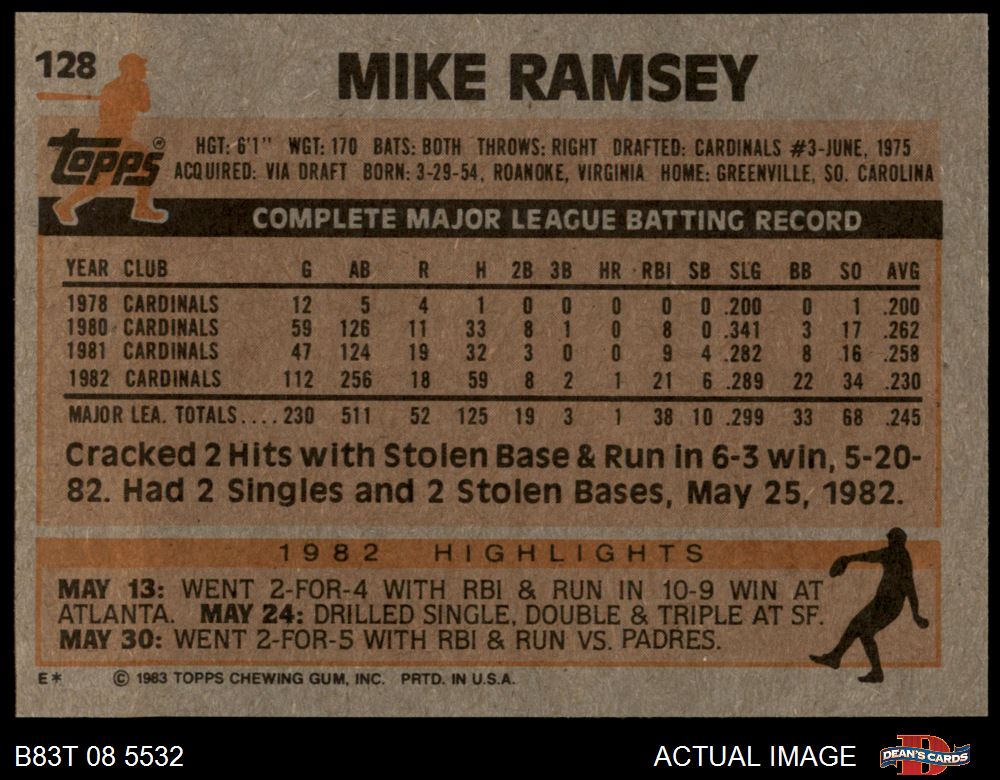 128
MIKE RAMSEY
topps®
HGT: 6'1" WGT: 170 BATS: BOTH THROWS: RIGHT DRAFTED: CARDINALS #3-JUNE, 1975
ACQUIRED: VIA DRAFT BORN: 3-29-54, ROANOKE, VIRGINIA HOME: GREENVILLE, SO. CAROLINA
COMPLETE MAJOR LEAGUE BATTING RECORD
YEAR CLUB G AB R H 2B 3B HR RBI SB SLG BB SO AVG
1978 CARDINALS 12 5 4 1 0 0 0 0 0 .200 0 1 .200
1980 CARDINALS 59 126 11 33 8 1 0 8 0 .341 3 17 .262
1981 CARDINALS 47 124 19 32 3 0 0 9 4 .282 8 16 .258
1982 CARDINALS 112 256 18 59 8 2 1 21 6 .289 22 34 .230
MAJOR LEA. TOTALS.... 230 511 52 125 19 3 1 38 10 .299 33 68 .245
Cracked 2 Hits with Stolen Base & Run in 6-3 win, 5-20-
82. Had 2 Singles and 2 Stolen Bases, May 25, 1982.
1982 HIGHLIGHTS
MAY 13: WENT 2-FOR-4 WITH RBI & RUN IN 10-9 WIN AT
ATLANTA. MAY 24: DRILLED SINGLE, DOUBLE & TRIPLE AT SF.
MAY 30: WENT 2-FOR-5 WITH RBI & RUN VS. PADRES.
E* © 1983 TOPPS CHEWING GUM, INC. PRTD. IN U.S.A.
B83T 08 5532 ACTUAL IMAGE DEAN'S CARDS